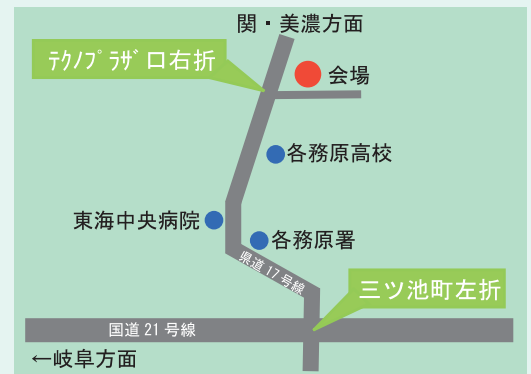 関・美濃方面
ﾃｸﾉﾌﾟﾗｻﾞ口右折
会場
各務原高校
東海中央病院
各務原署
県道17号線
三ツ池町左折
国道21号線
←岐阜方面